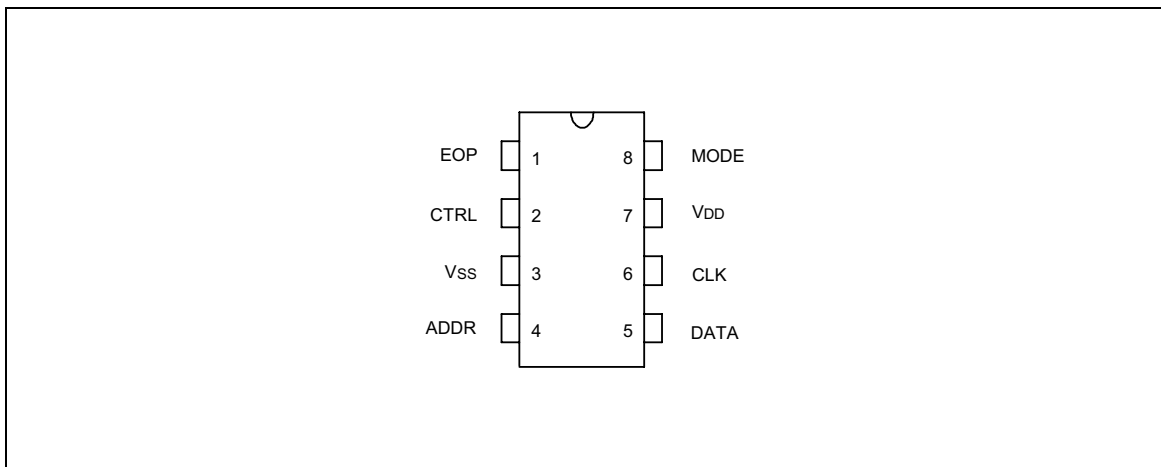 EOP 1 8 MODE
CTRL 2 7 VDD
VSS 3 6 CLK
ADDR 4 5 DATA